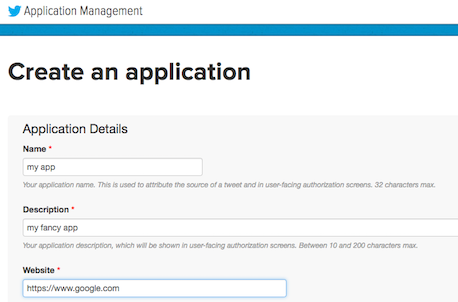 Application Management
Create an application
Application Details
Name *
my app
Your application name. This is used to attribute the source of a tweet and in user-facing authorization screens. 32 characters max.
Description *
my fancy app
Your application description, which will be shown in user-facing authorization screens. Between 10 and 200 characters max.
Website *
https://www.google.com